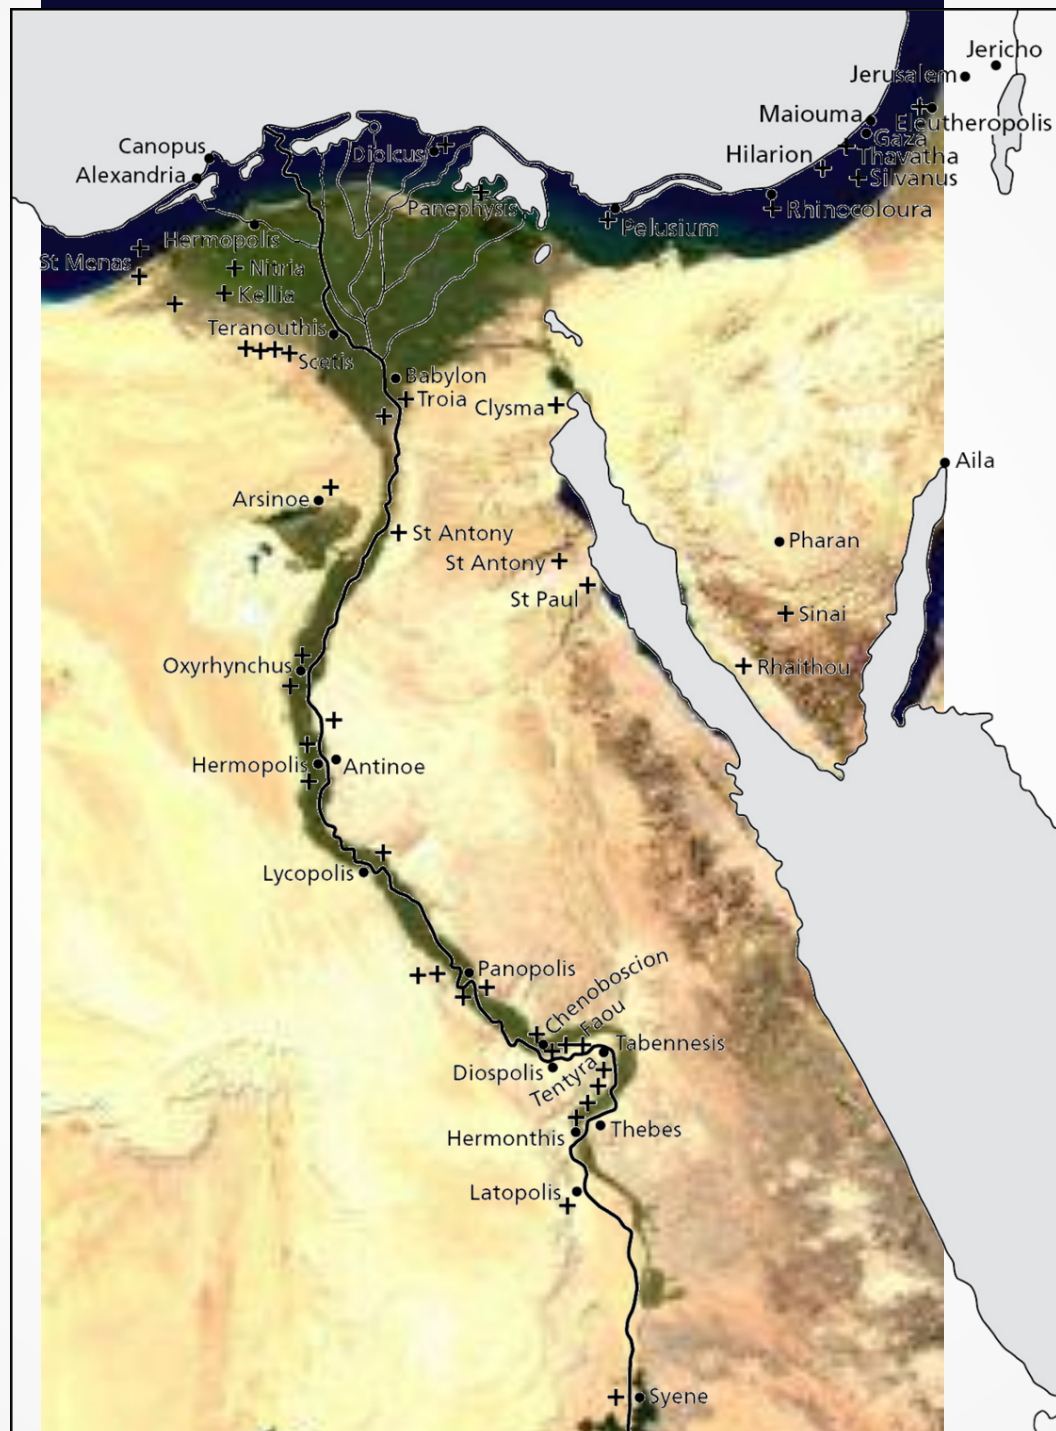 Jericho
Jerusalem
Maiouma
Eleutheropolis
Canopus
Diolcus
Gaza
Hilarion
Thavatha
Alexandria
Silvanus
Panephysis
Rhinocoloura
Pelusium
Hermopolis
St Menas
Nitria
Kellia
Teranouthis
Scetis
Babylon
Troia
Clysma
Aila
Arsinoe
St Antony
Pharan
St Antony
St Paul
Sinai
Oxyrhynchus
Rhaithou
Hermopolis
Antinoe
Lycopolis
Panopolis
Chenoboscion
Faou
Tabennesis
Diospolis
Tentyra
Thebes
Hermonthis
Latopolis
Syene